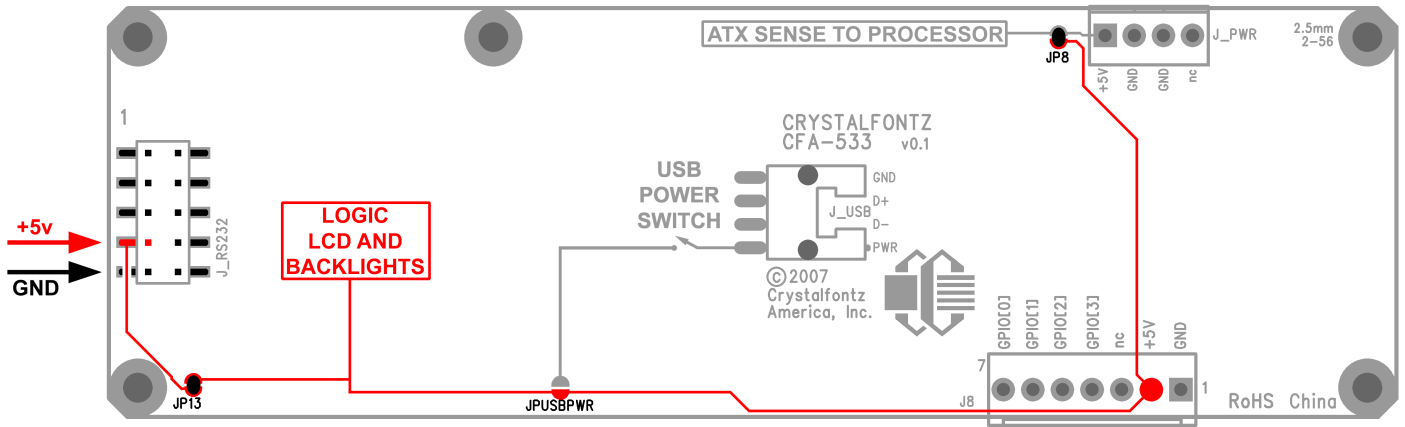 ATX SENSE TO PROCESSOR
JP8
J_PWR
2.5mm
2-56
+5V
GND
GND
nc
1
CRYSTALFONTZ
CFA-533 v0.1
USB
POWER
SWITCH
GND
D+
J_USB
D-
PWR
+5v
GND
J_RS232
LOGIC
LCD AND
BACKLIGHTS
©2007
Crystalfontz
America, Inc.
GPIO[0]
GPIO[1]
GPIO[2]
GPIO[3]
nc
+5V
GND
7
J8
1
JP13
JPUSBPWR
RoHS China